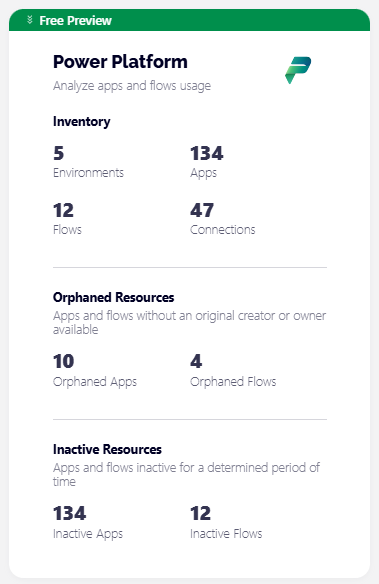 Free Preview
Power Platform
Analyze apps and flows usage
Inventory
5 134
Environments Apps
12 47
Flows Connections
Orphaned Resources
Apps and flows without an original creator or owner
available
10 4
Orphaned Apps Orphaned Flows
Inactive Resources
Apps and flows inactive for a determined period of
time
134 12
Inactive Apps Inactive Flows